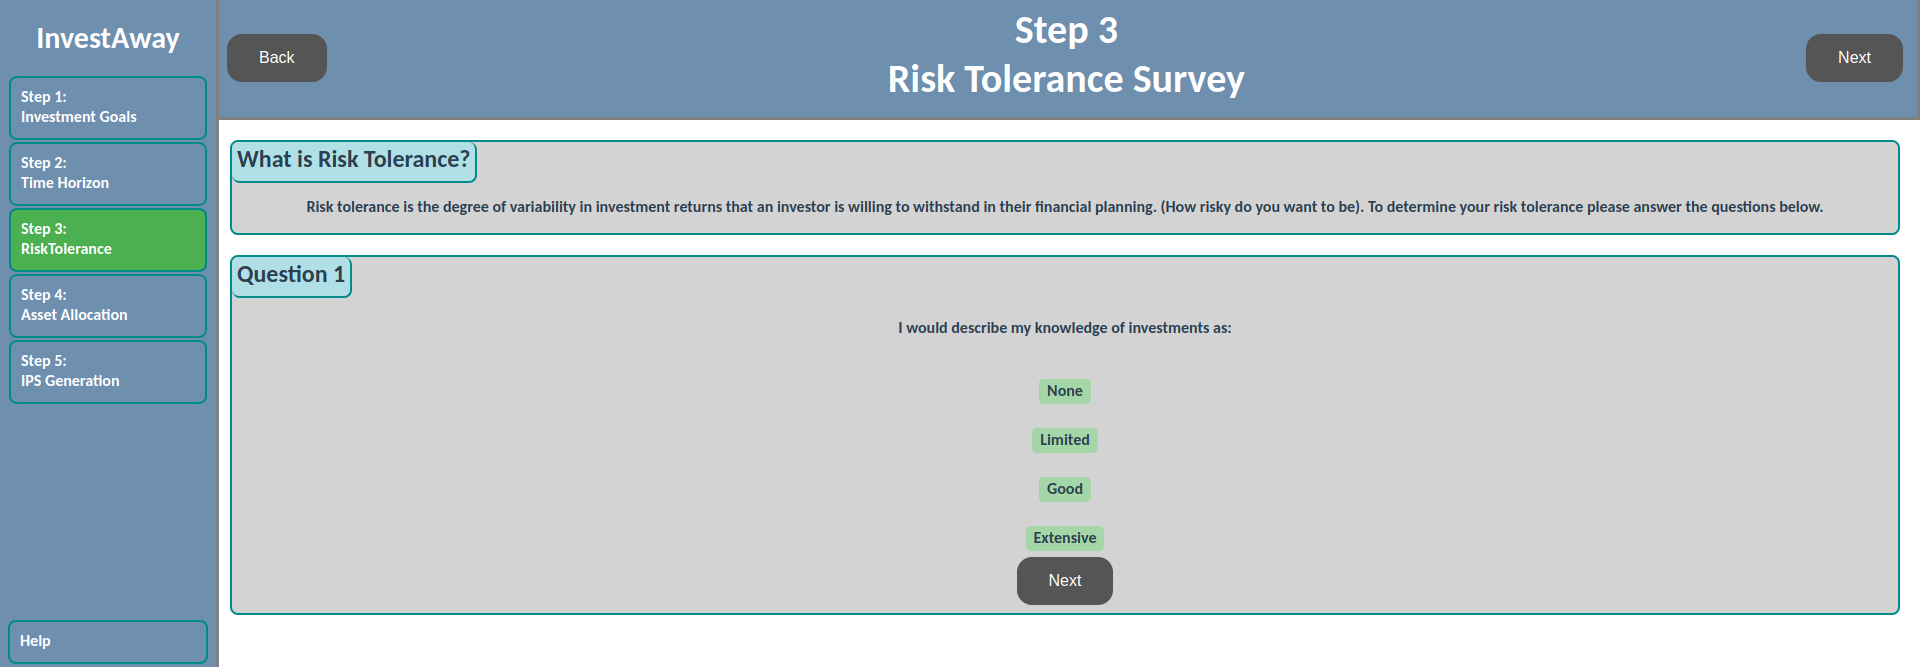 InvestAway
Step 1:
Investment Goals
Step 2:
Time Horizon
Step 3:
RiskTolerance
Step 4:
Asset Allocation
Step 5:
IPS Generation
Help
Back
Step 3
Risk Tolerance Survey
Next
What is Risk Tolerance?
Risk tolerance is the degree of variability in investment returns that an investor is willing to withstand in their financial planning. (How risky do you want to be). To determine your risk tolerance please answer the questions below.
Question 1
I would describe my knowledge of investments as:
None
Limited
Good
Extensive
Next